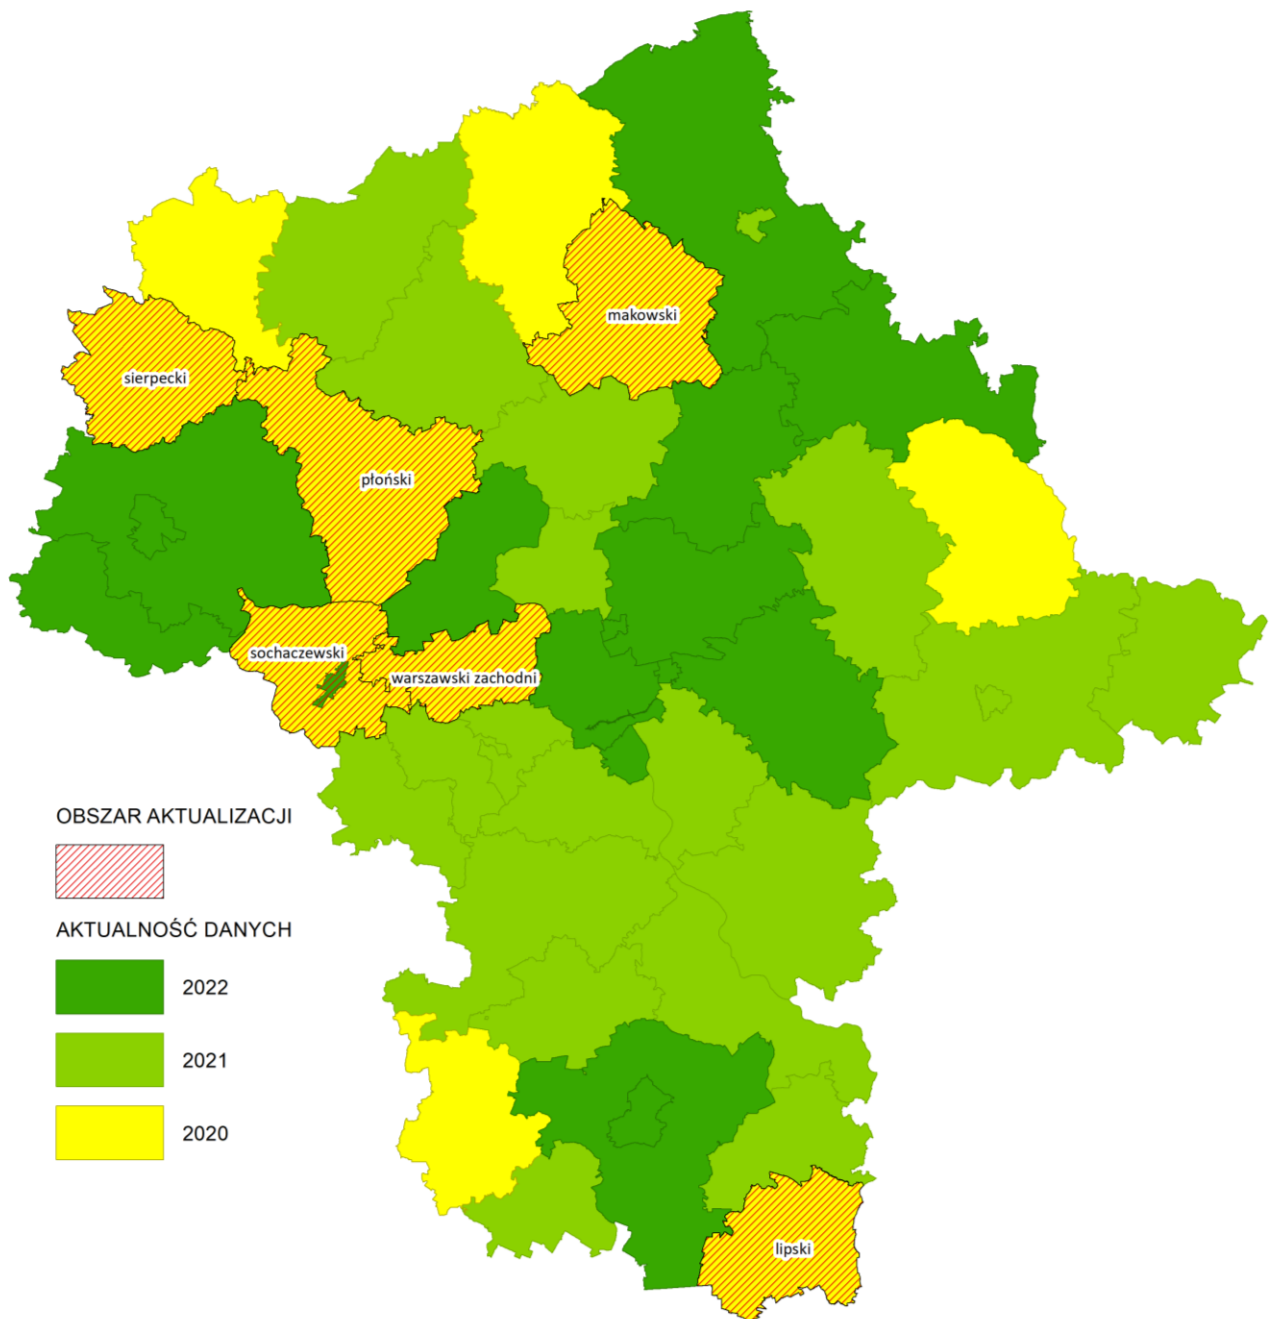 makowski
sierpecki
płoński
sochaczewski
warszawski zachodni
OBSZAR AKTUALIZACJI
AKTUALNOŚĆ DANYCH
2022
2021
2020
lipski